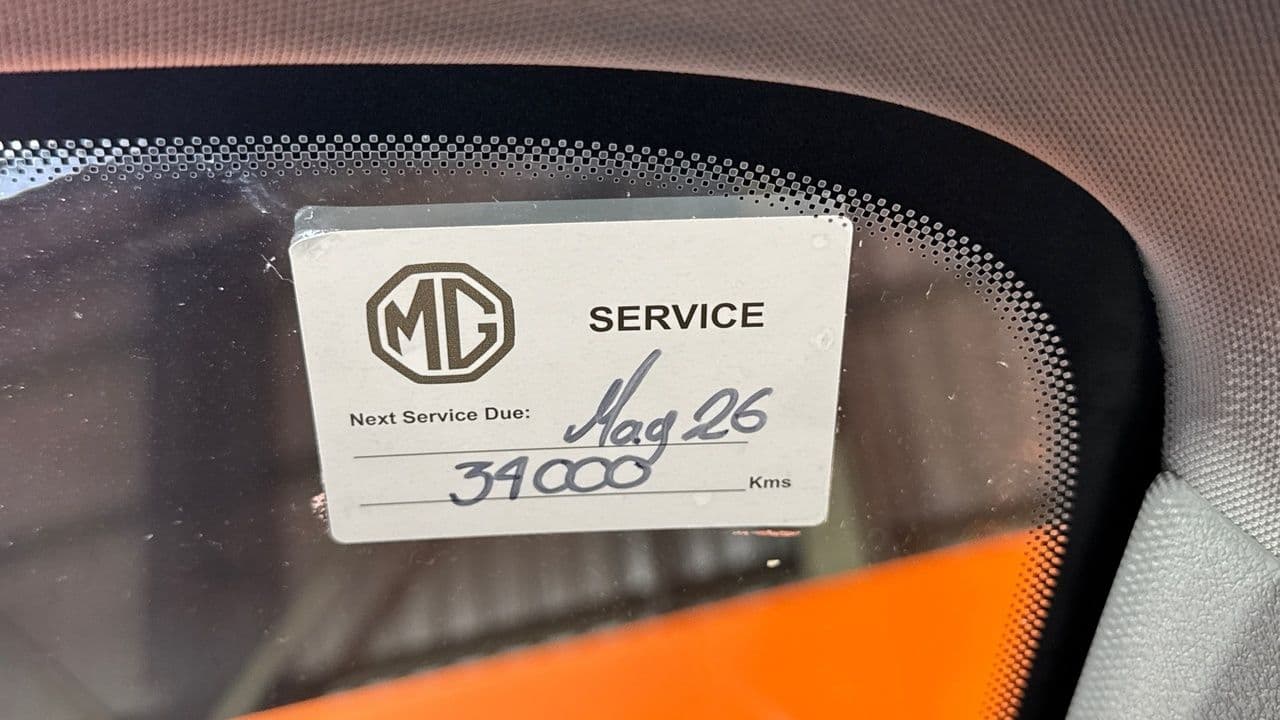 MG SERVICE
Next Service Due: May 26
34000 Kms